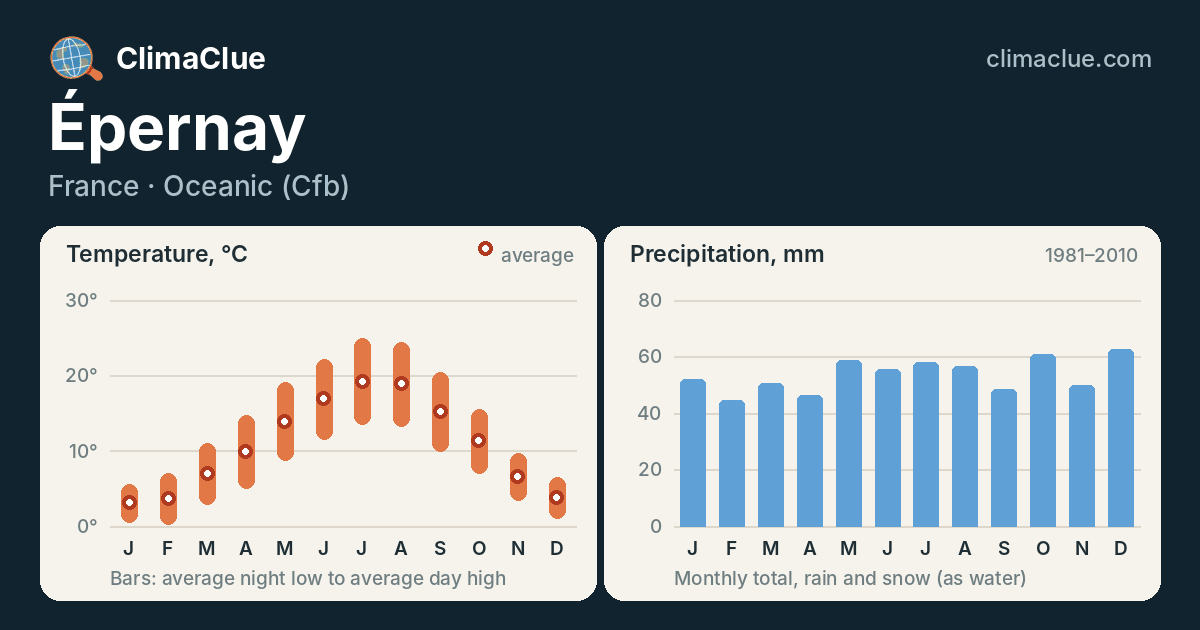 ClimaClue
climaclue.com
Épernay
France · Oceanic (Cfb)
Temperature, °C
average
30°
20°
10°
0°
J F M A M J J A S O N D
Bars: average night low to average day high
Precipitation, mm
1981–2010
80
60
40
20
0
J F M A M J J A S O N D
Monthly total, rain and snow (as water)